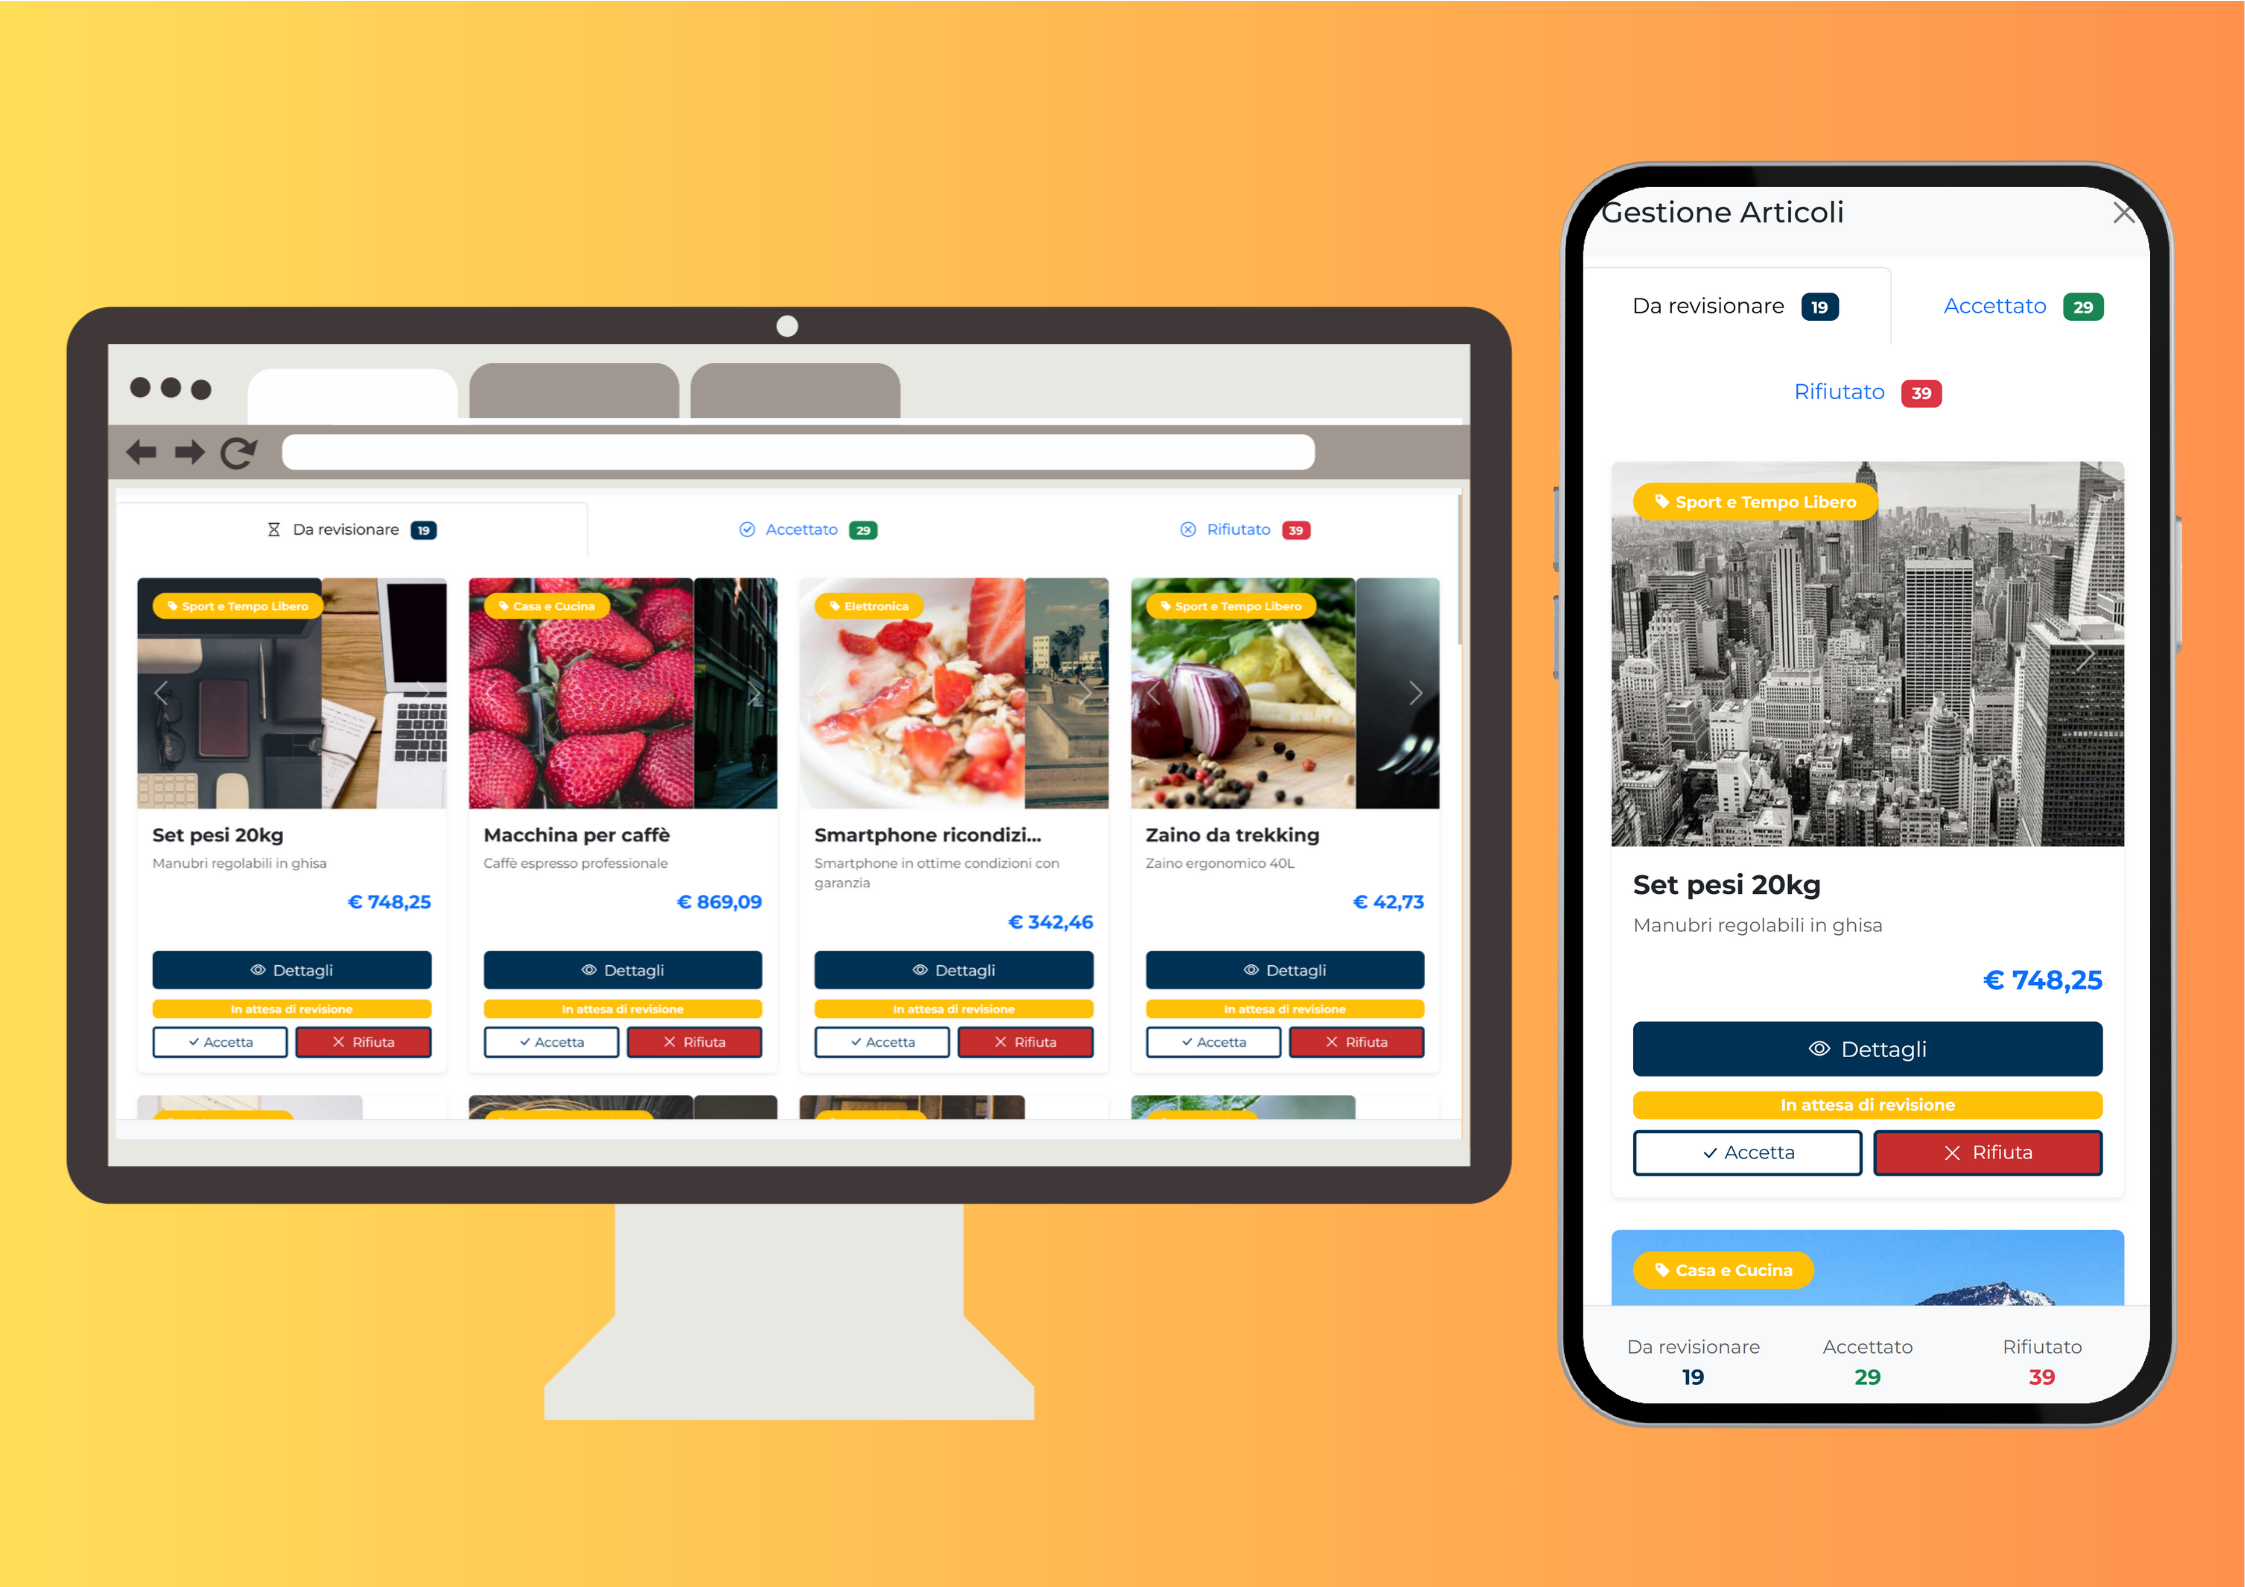 Da revisionare 19
Accettato 29
Rifiutato 39
Sport e Tempo Libero
Casa e Cucina
Elettronica
Sport e Tempo Libero
Set pesi 20kg
Manubri regolabili in ghisa
€ 748,25
Dettagli
In attesa di revisione
Accetta
Rifiuta
Macchina per caffè
Caffè espresso professionale
€ 869,09
Dettagli
In attesa di revisione
Accetta
Rifiuta
Smartphone ricondizi...
Smartphone in ottime condizioni con
garanzia
€ 342,46
Dettagli
In attesa di revisione
Accetta
Rifiuta
Zaino da trekking
Zaino ergonomico 40L
€ 42,73
Dettagli
In attesa di revisione
Accetta
Rifiuta
Gestione Articoli
Da revisionare 19
Accettato 29
Rifiutato 39
Sport e Tempo Libero
Set pesi 20kg
Manubri regolabili in ghisa
€ 748,25
Dettagli
In attesa di revisione
Accetta
Rifiuta
Casa e Cucina
Da revisionare
19
Accettato
29
Rifiutato
39